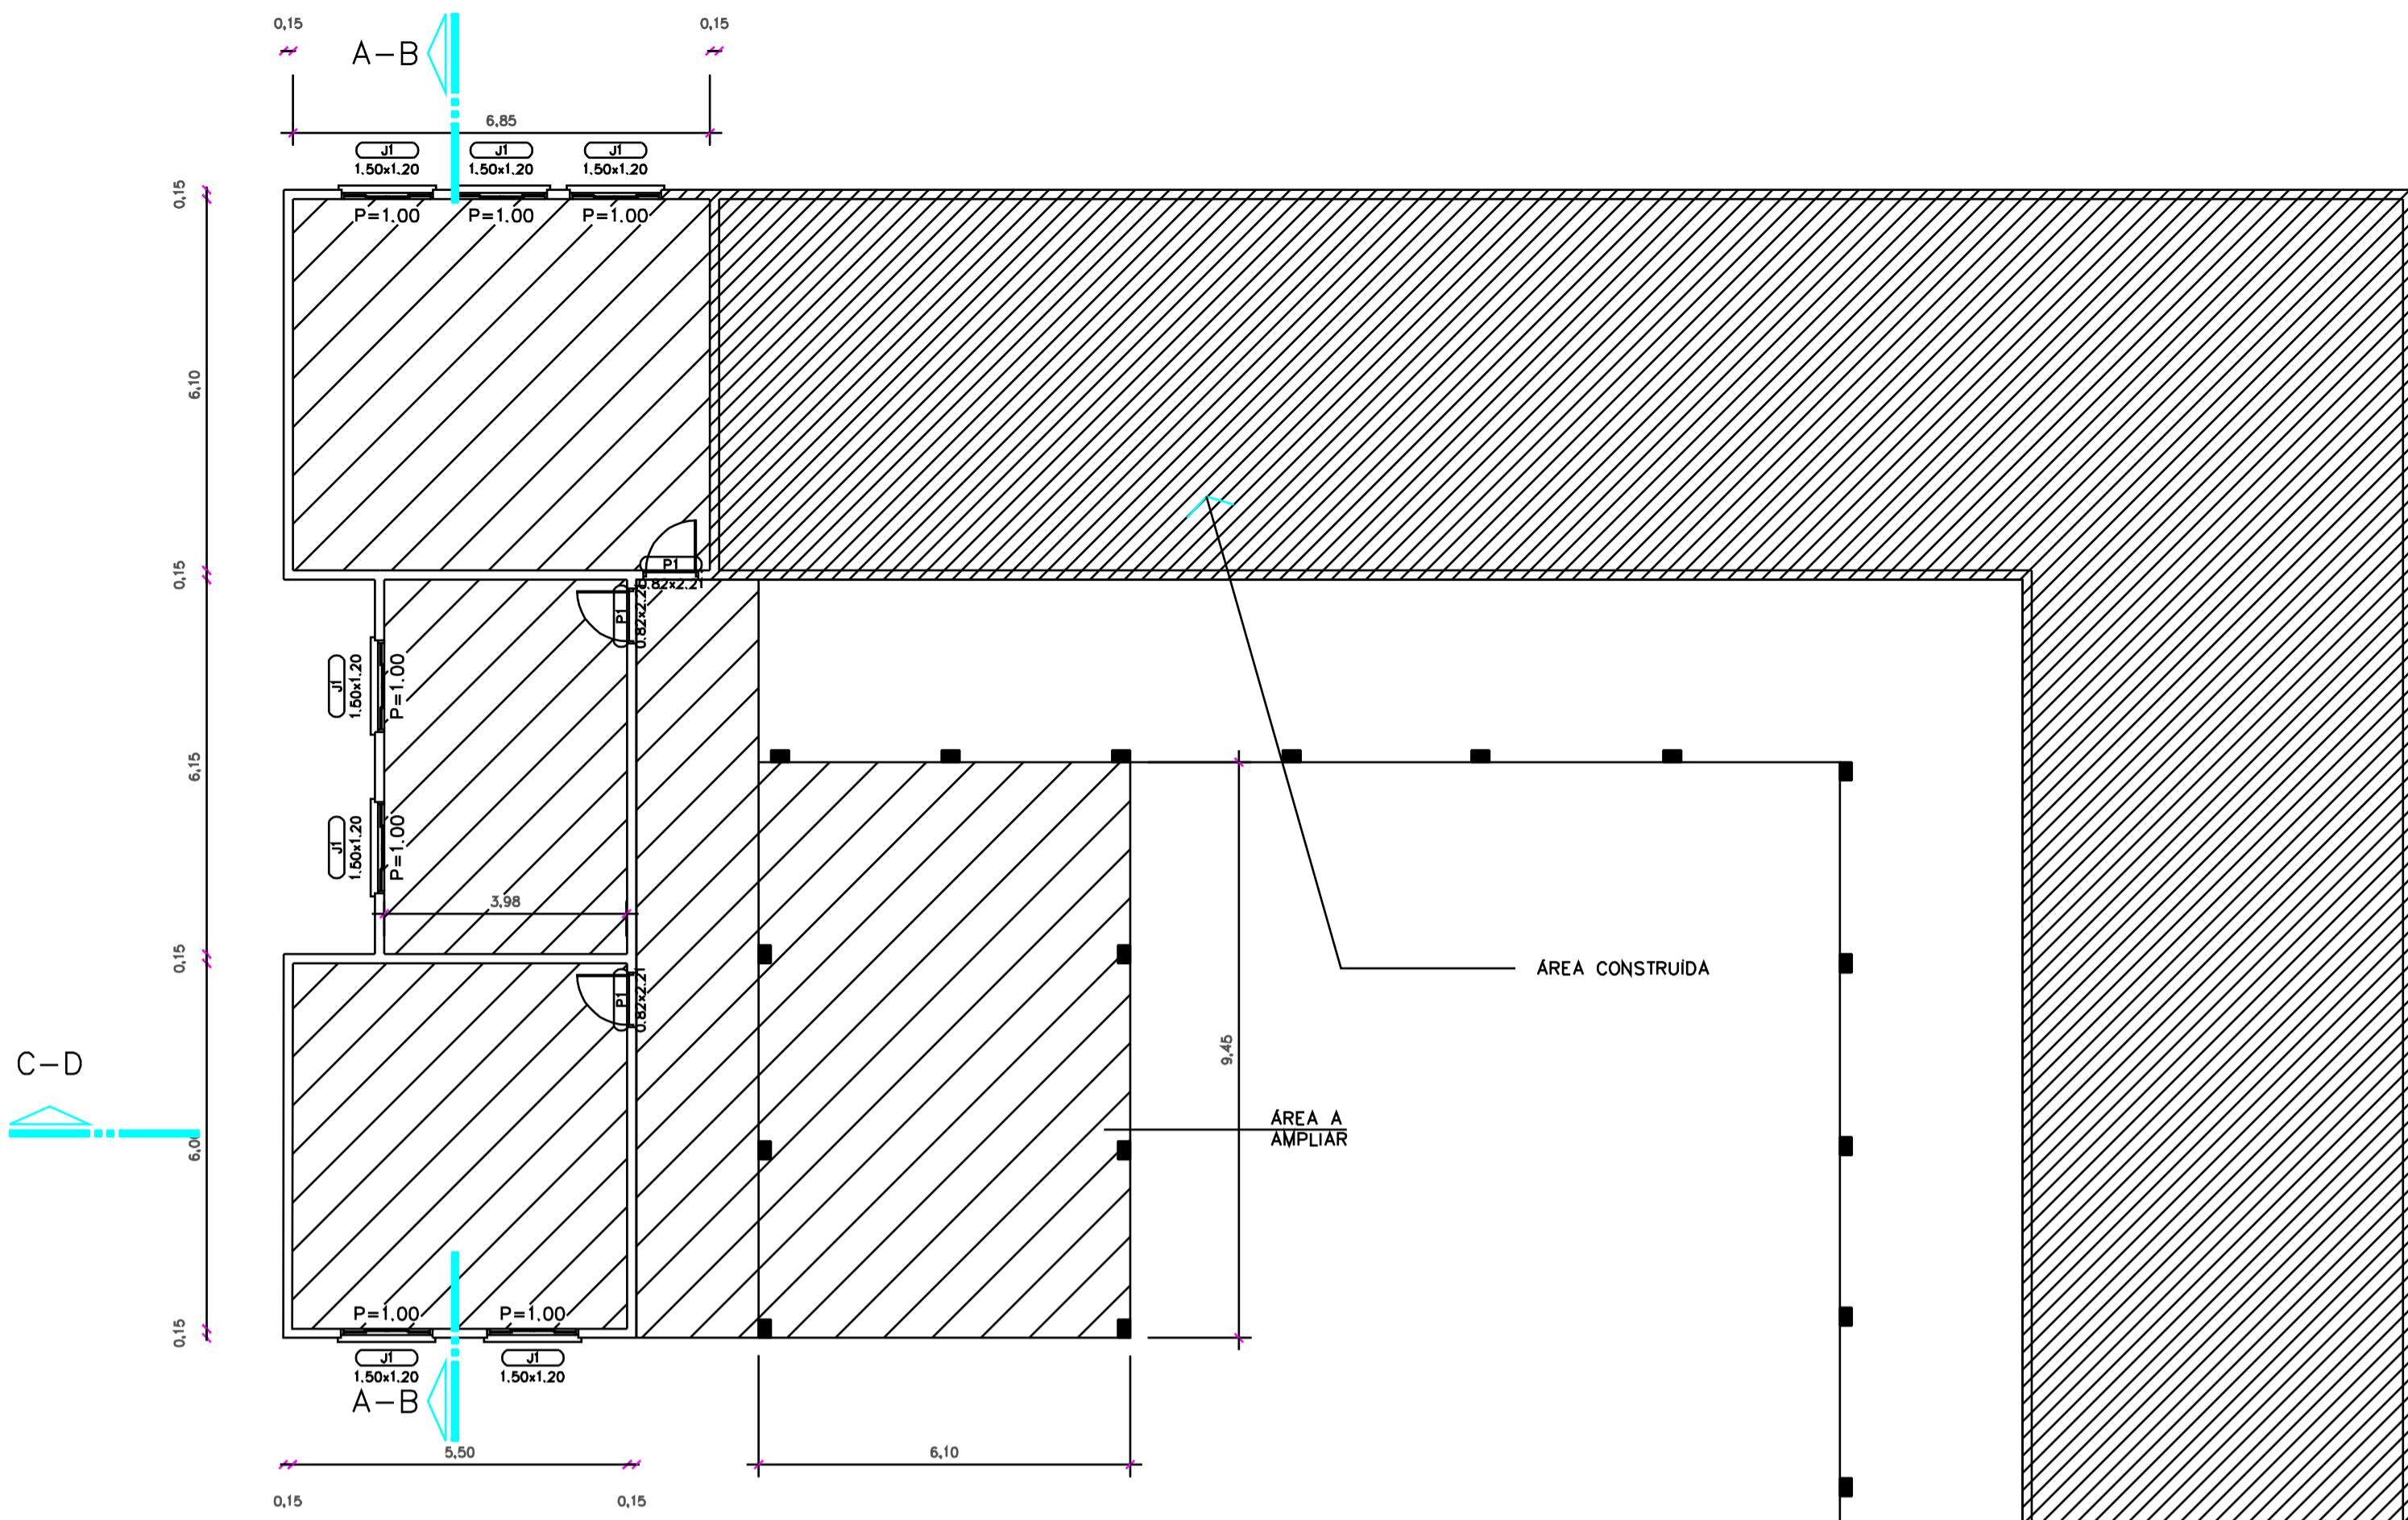 0,15
0,15
A-B
6,85
J1
J1
J1
1.50x1.20
1.50x1.20
1.50x1.20
0,15
P=1.00
P=1.00
P=1.00
6,10
0,15
P1
0.82x2.21
P1
0.82x2.21
J1
1.50x1.20
P=1.00
6,15
J1
1.50x1.20
P=1.00
3,98
0,15
P1
0.82x2.21
ÁREA CONSTRUÍDA
9,45
C-D
ÁREA A
AMPLIAR
6,00
P=1.00
P=1.00
0,15
J1
J1
1.50x1.20
1.50x1.20
A-B
5,50
6,10
0,15
0,15